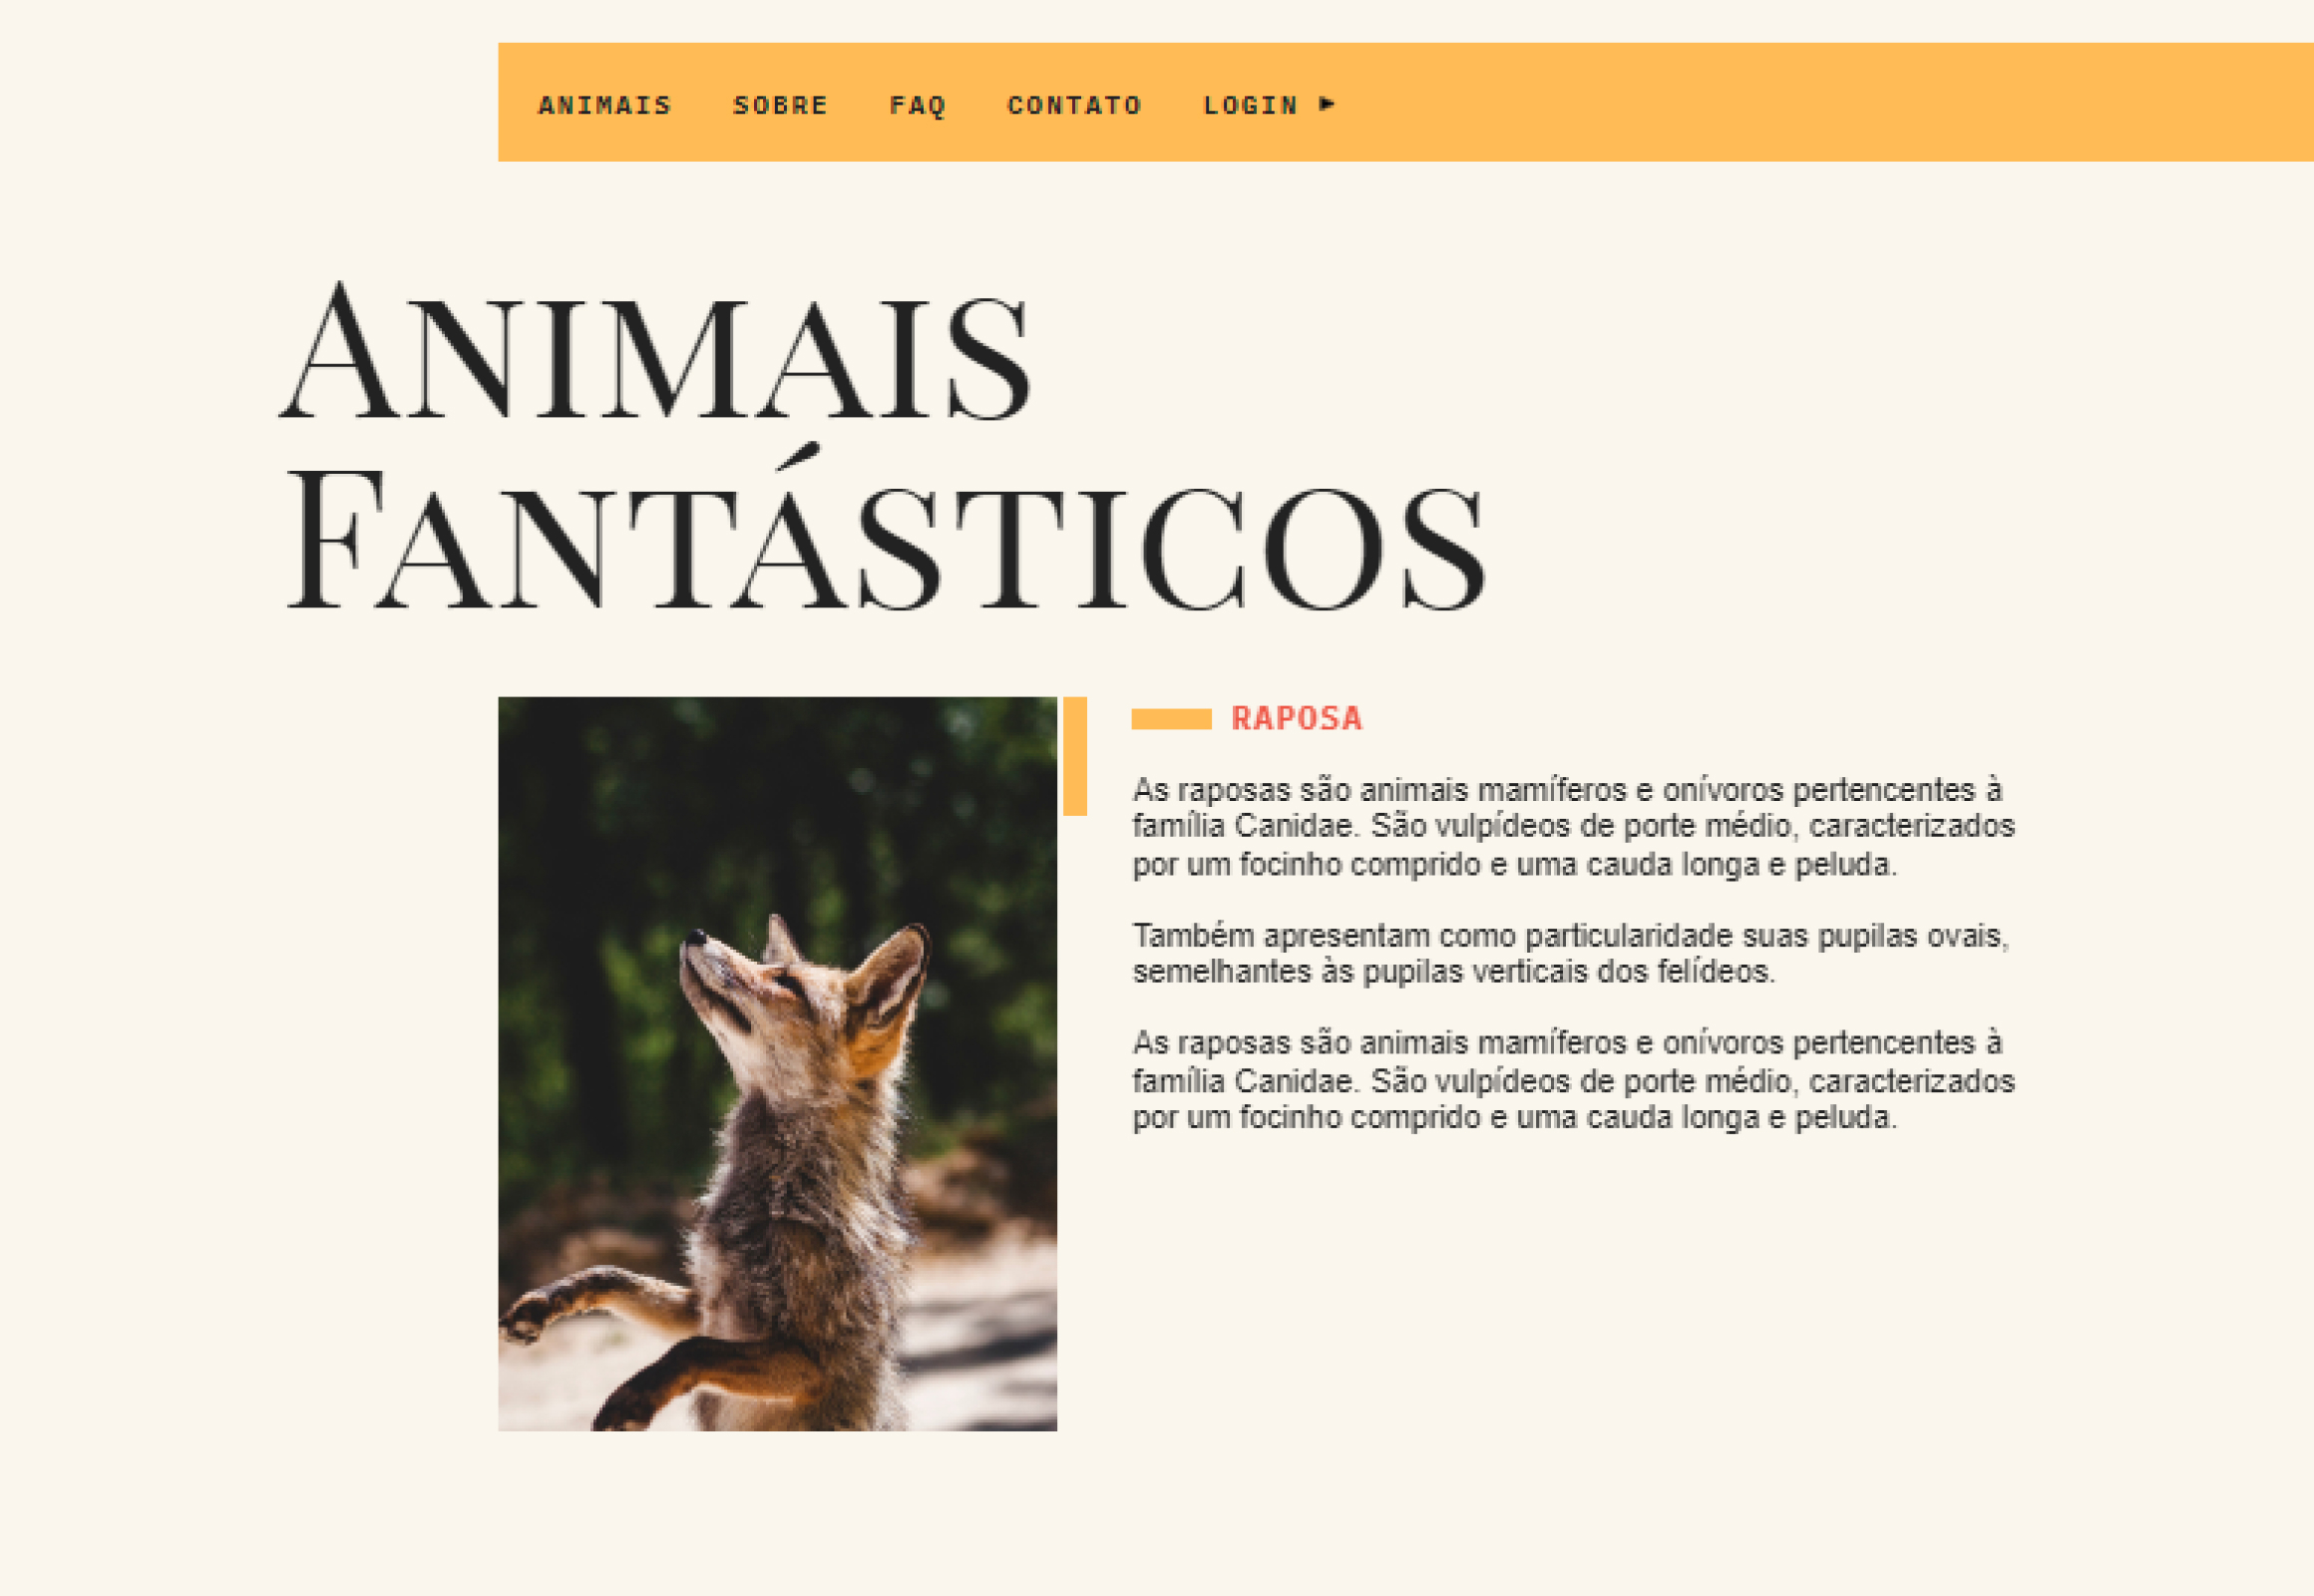 ANIMAIS SOBRE FAQ CONTATO LOGIN ►
ANIMAIS
FANTÁSTICOS
RAPOSA
As raposas são animais mamíferos e onívoros pertencentes à
família Canidae. São vulpídeos de porte médio, caracterizados
por um focinho comprido e uma cauda longa e peluda.
Também apresentam como particularidade suas pupilas ovais,
semelhantes às pupilas verticais dos felídeos.
As raposas são animais mamíferos e onívoros pertencentes à
família Canidae. São vulpídeos de porte médio, caracterizados
por um focinho comprido e uma cauda longa e peluda.